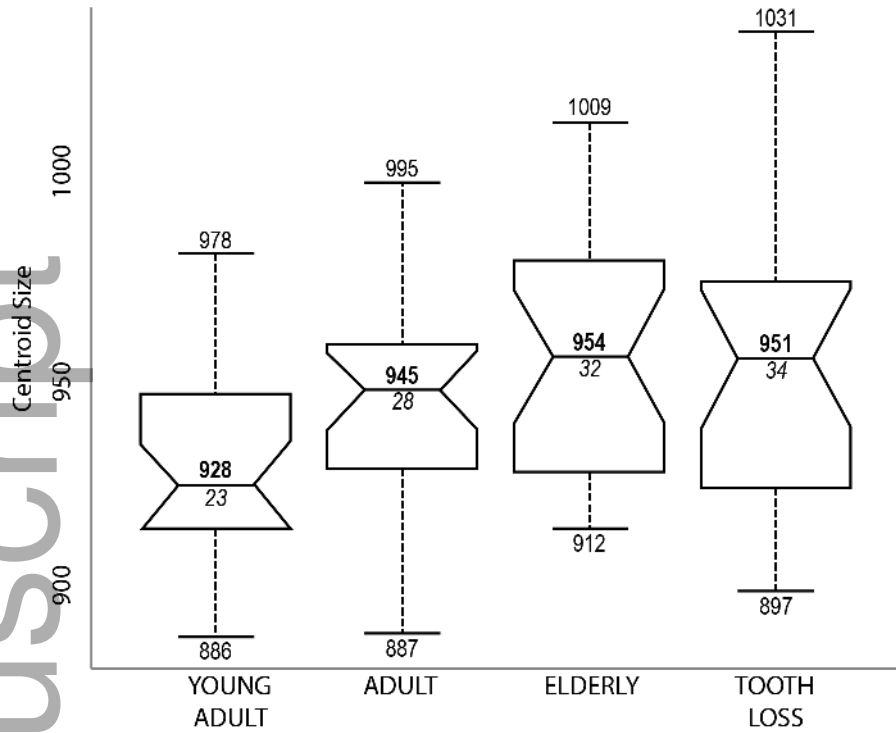 1031
1009
995
978
1000
950
900
Centroid Size
954
32
951
34
945
28
928
23
912
897
887
886
YOUNG
ADULT
ADULT
ELDERLY
TOOTH
LOSS
uscript